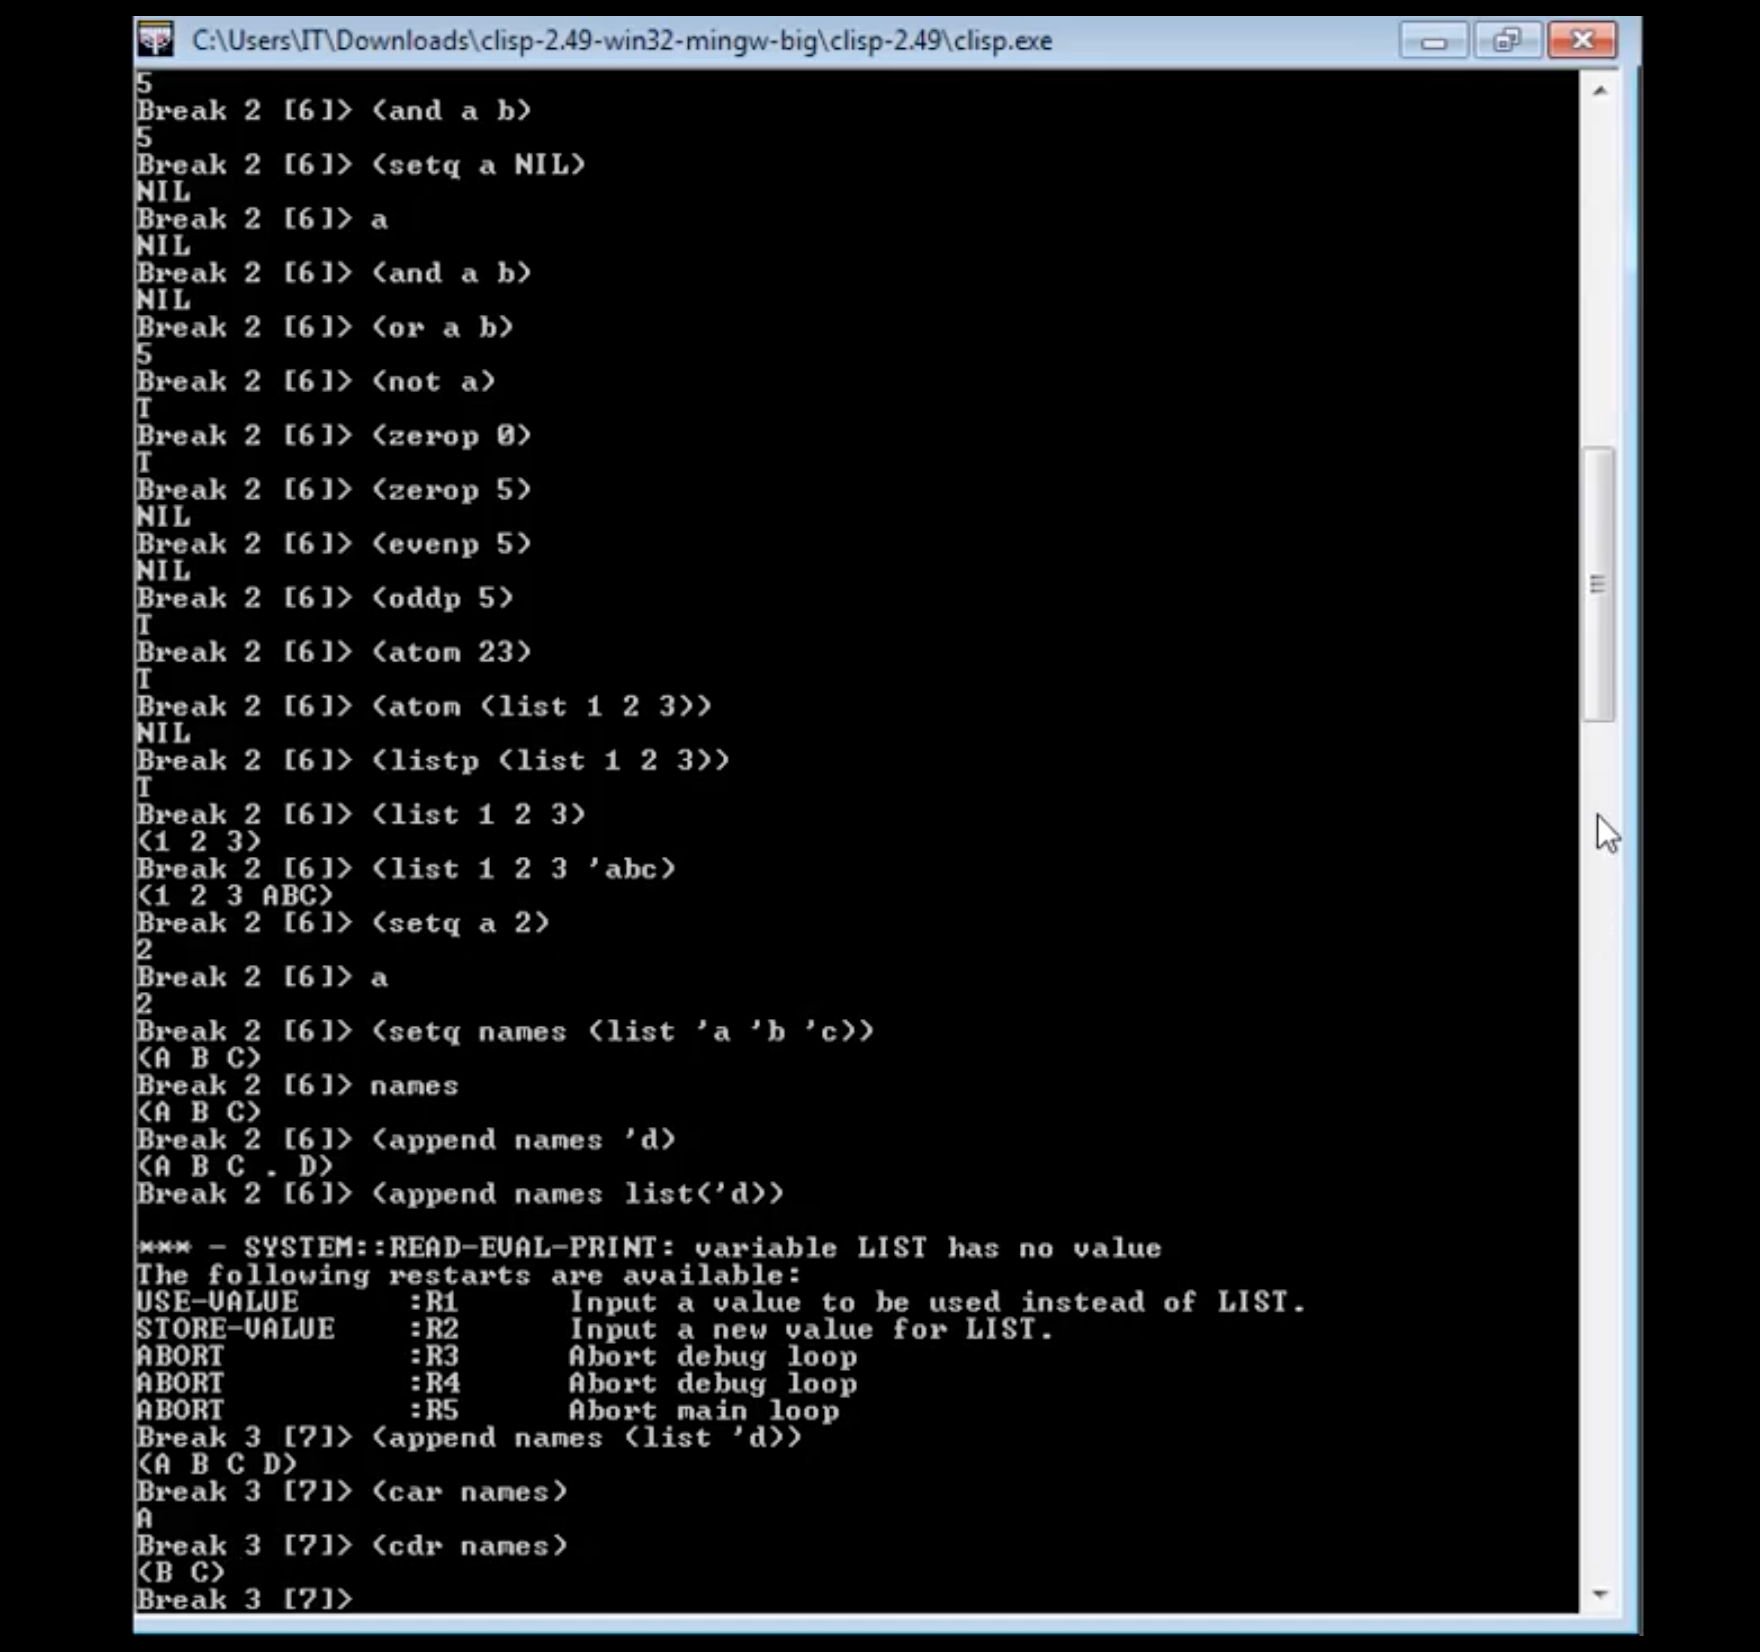 C:\Users\IT\Downloads\clisp-2.49-win32-mingw-big\clisp-2.49\clisp.exe
5
Break 2 [6]> (and a b)
5
Break 2 [6]> (setq a NIL)
NIL
Break 2 [6]> a
NIL
Break 2 [6]> (and a b)
NIL
Break 2 [6]> (or a b)
5
Break 2 [6]> (not a)
T
Break 2 [6]> (zerop 0)
T
Break 2 [6]> (zerop 5)
NIL
Break 2 [6]> (evenp 5)
NIL
Break 2 [6]> (oddp 5)
T
Break 2 [6]> (atom 23)
T
Break 2 [6]> (atom (list 1 2 3))
NIL
Break 2 [6]> (listp (list 1 2 3))
T
Break 2 [6]> (list 1 2 3)
(1 2 3)
Break 2 [6]> (list 1 2 3 'abc)
(1 2 3 ABC)
Break 2 [6]> (setq a 2)
2
Break 2 [6]> a
2
Break 2 [6]> (setq names (list 'a 'b 'c))
(A B C)
Break 2 [6]> names
(A B C)
Break 2 [6]> (append names 'd)
(A B C . D)
Break 2 [6]> (append names list('d))
*** - SYSTEM::READ-EVAL-PRINT: variable LIST has no value
The following restarts are available:
USE-VALUE :R1 Input a value to be used instead of LIST.
STORE-VALUE :R2 Input a new value for LIST.
ABORT :R3 Abort debug loop
ABORT :R4 Abort debug loop
ABORT :R5 Abort main loop
Break 3 [7]> (append names (list 'd))
(A B C D)
Break 3 [7]> (car names)
A
Break 3 [7]> (cdr names)
(B C)
Break 3 [7]>